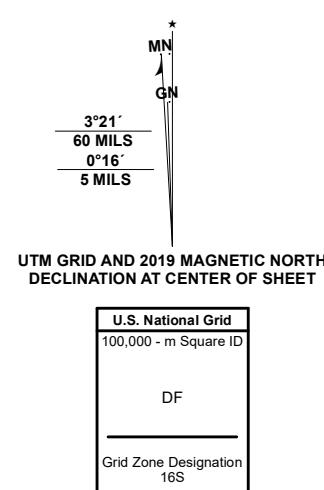 MN
GN
3°21´
60 MILS
0°16´
5 MILS
UTM GRID AND 2019 MAGNETIC NORTH
DECLINATION AT CENTER OF SHEET
U.S. National Grid
100,000 - m Square ID
DF
Grid Zone Designation
16S